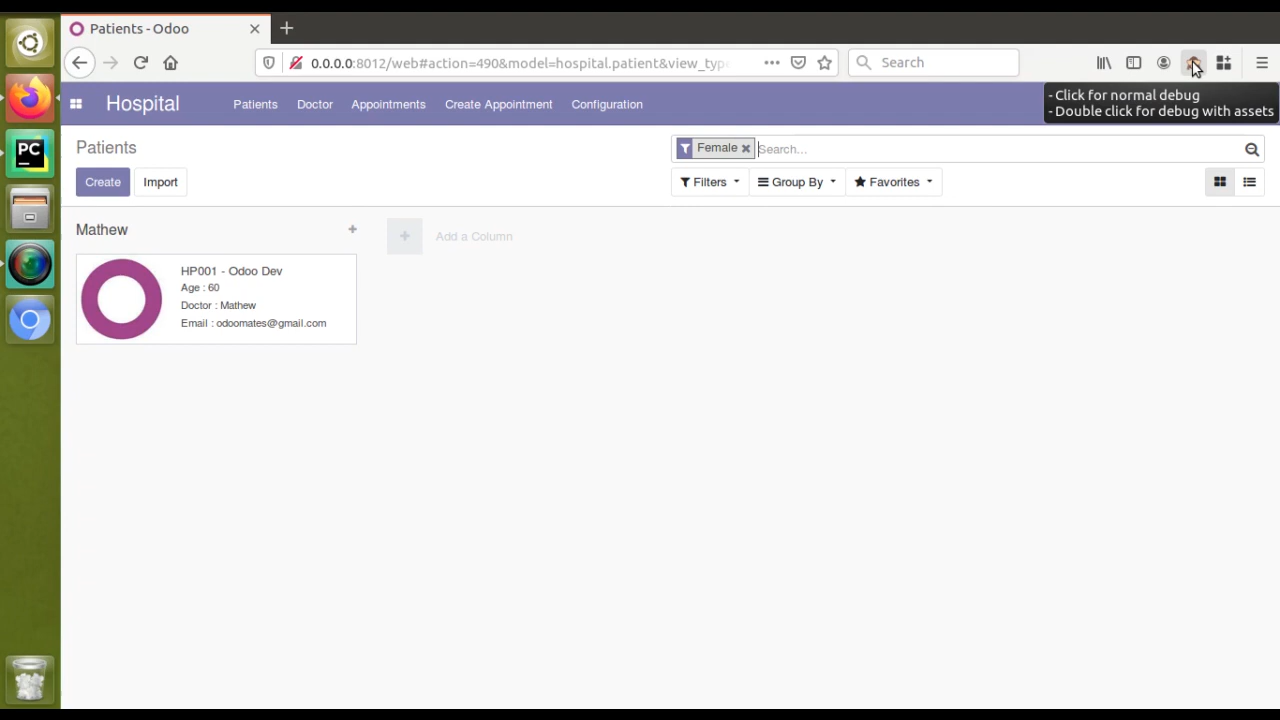 Patients - Odoo
0.0.0.0:8012/web#action=490&model=hospital.patient&view_type
Search
- Click for normal debug
- Double click for debug with assets
Hospital
Patients
Doctor
Appointments
Create Appointment
Configuration
Patients
Female
Search...
Create
Import
Filters
Group By
Favorites
Mathew
Add a Column
HP001 - Odoo Dev
Age : 60
Doctor : Mathew
Email : odoomates@gmail.com
PC